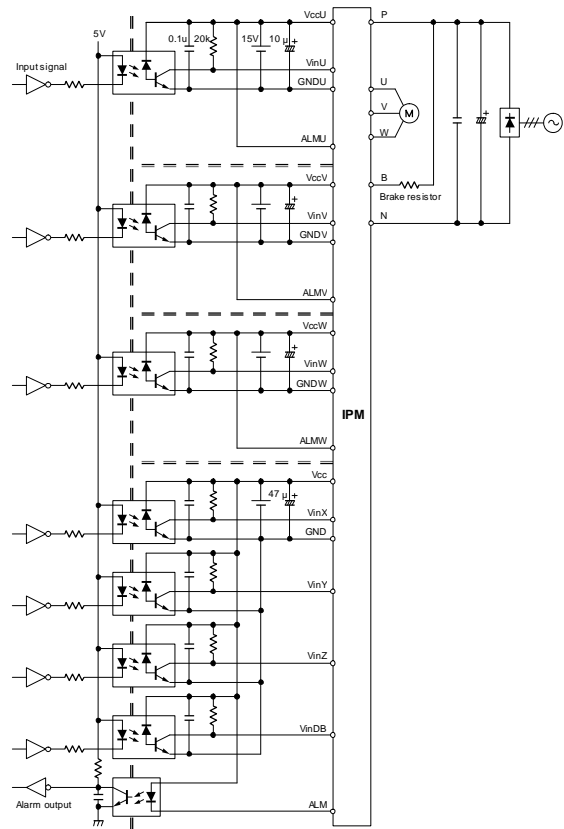 VccU
P
5V
0.1u 20k 15V 10 µ +
+
Input signal
VinU
GNDU
U
V
M
W
ALMU
VccV
B
Brake resistor
+
VinV
N
GNDV
ALMV
VccW
+
VinW
GNDW
IPM
ALMW
Vcc
47 µ +
VinX
GND
VinY
VinZ
VinDB
Alarm output
ALM